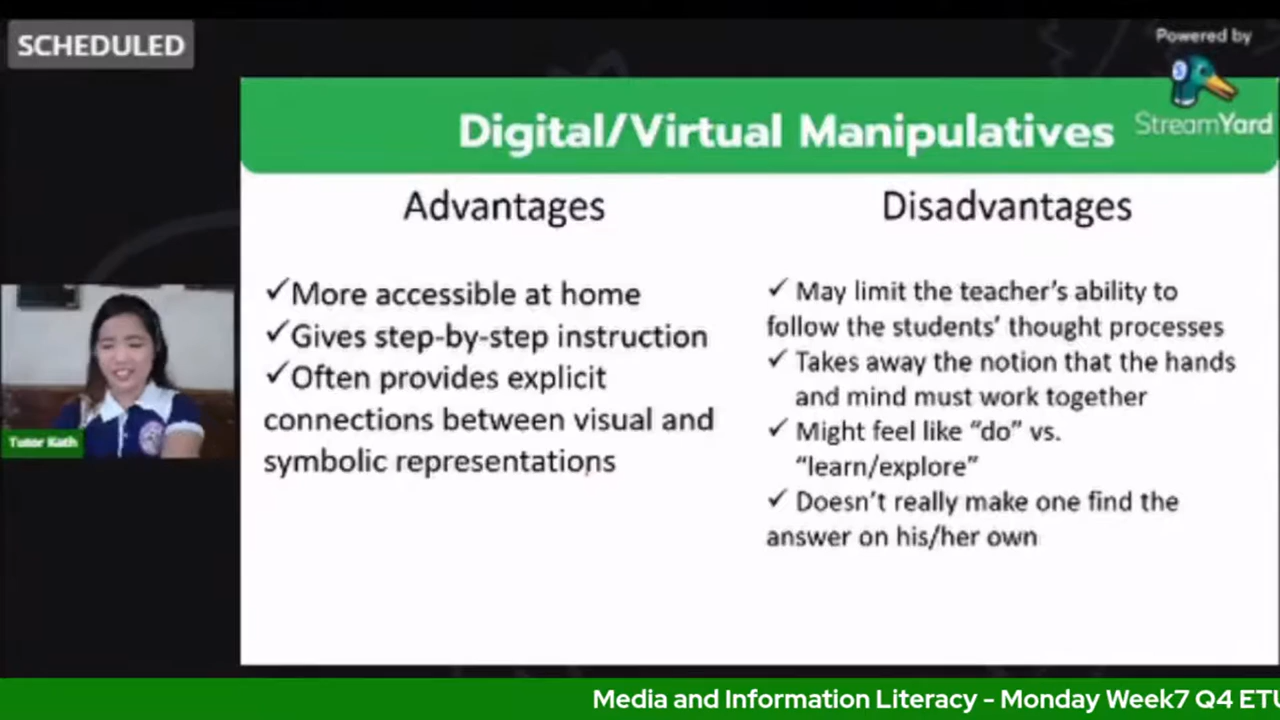 SCHEDULED
Powered by
StreamYard
Digital/Virtual Manipulatives
Advantages
✓More accessible at home
✓Gives step-by-step instruction
✓Often provides explicit
connections between visual and
symbolic representations
Disadvantages
✓ May limit the teacher's ability to
follow the students' thought processes
✓ Takes away the notion that the hands
and mind must work together
✓ Might feel like "do" vs.
"learn/explore"
✓ Doesn't really make one find the
answer on his/her own
Tutor Kath
Media and Information Literacy - Monday Week7 Q4 ETU